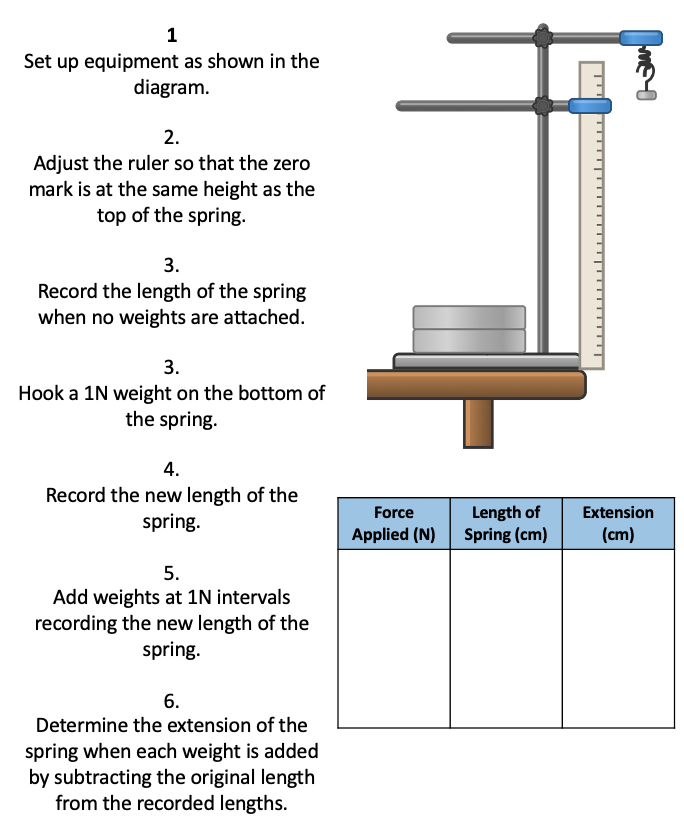 1
Set up equipment as shown in the
diagram.
2.
Adjust the ruler so that the zero
mark is at the same height as the
top of the spring.
3.
Record the length of the spring
when no weights are attached.
3.
Hook a 1N weight on the bottom of
the spring.
4.
Record the new length of the
spring.
5.
Add weights at 1N intervals
recording the new length of the
spring.
6.
Determine the extension of the
spring when each weight is added
by subtracting the original length
from the recorded lengths.
Force
Applied (N)
Length of
Spring (cm)
Extension
(cm)